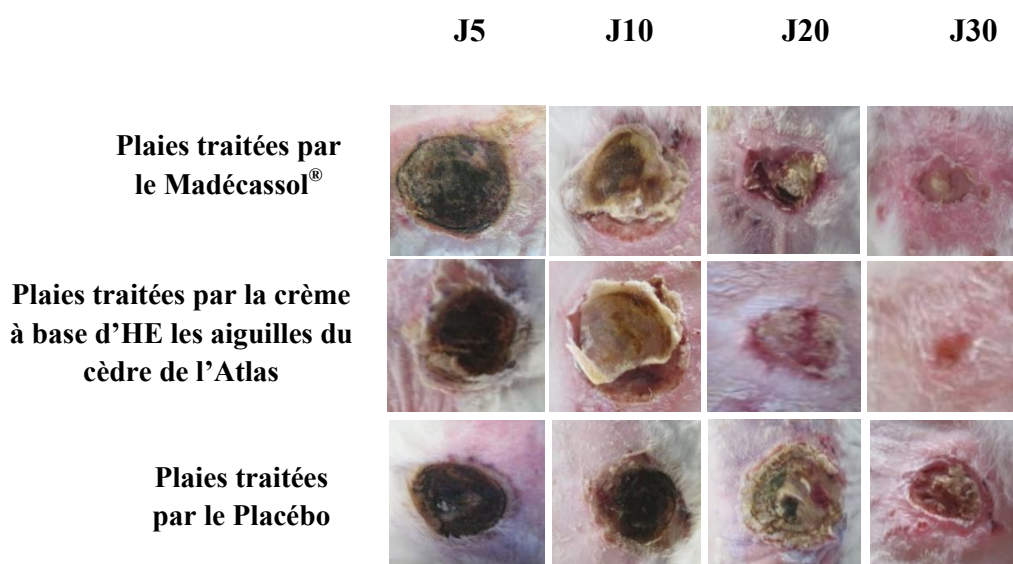 J5 J10 J20 J30
Plaies traitées par
le Madécassol®
Plaies traitées par la crème
à base d’HE les aiguilles du
cèdre de l’Atlas
Plaies traitées
par le Placébo